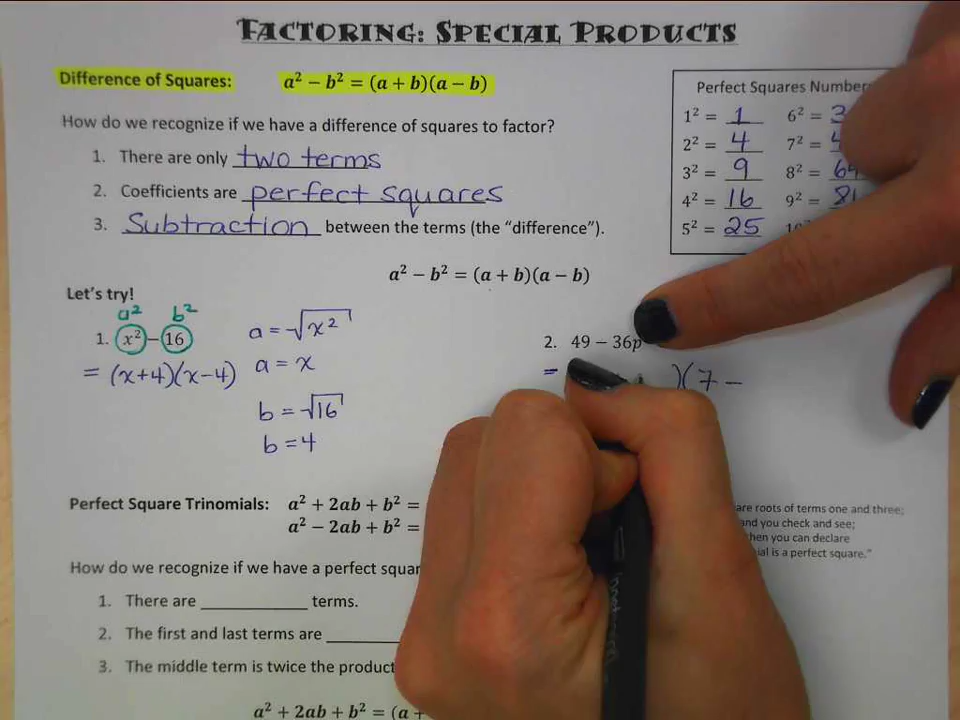 FACTORING: SPECIAL PRODUCTS
Difference of Squares: a² − b² = (a + b)(a − b)
How do we recognize if we have a difference of squares to factor?
1. There are only two terms
2. Coefficients are perfect squares
3. Subtraction between the terms (the "difference").
Perfect Squares Number
1² = 1 6² = 3
2² = 4 7² = 4
3² = 9 8² = 64
4² = 16 9² = 81
5² = 25
a² − b² = (a + b)(a − b)
Let's try!
a² b²
1. x² − 16
= (x+4)(x−4)
a = √x²
a = x
b = √16
b = 4
2. 49 − 36p
= )(7 −
Perfect Square Trinomials: a² + 2ab + b² =
a² − 2ab + b² =
are roots of terms one and three;
and you check and see;
hen you can declare
ial is a perfect square."
How do we recognize if we have a perfect squar
1. There are ____________ terms.
2. The first and last terms are ________
3. The middle term is twice the product
a² + 2ab + b² = (a +